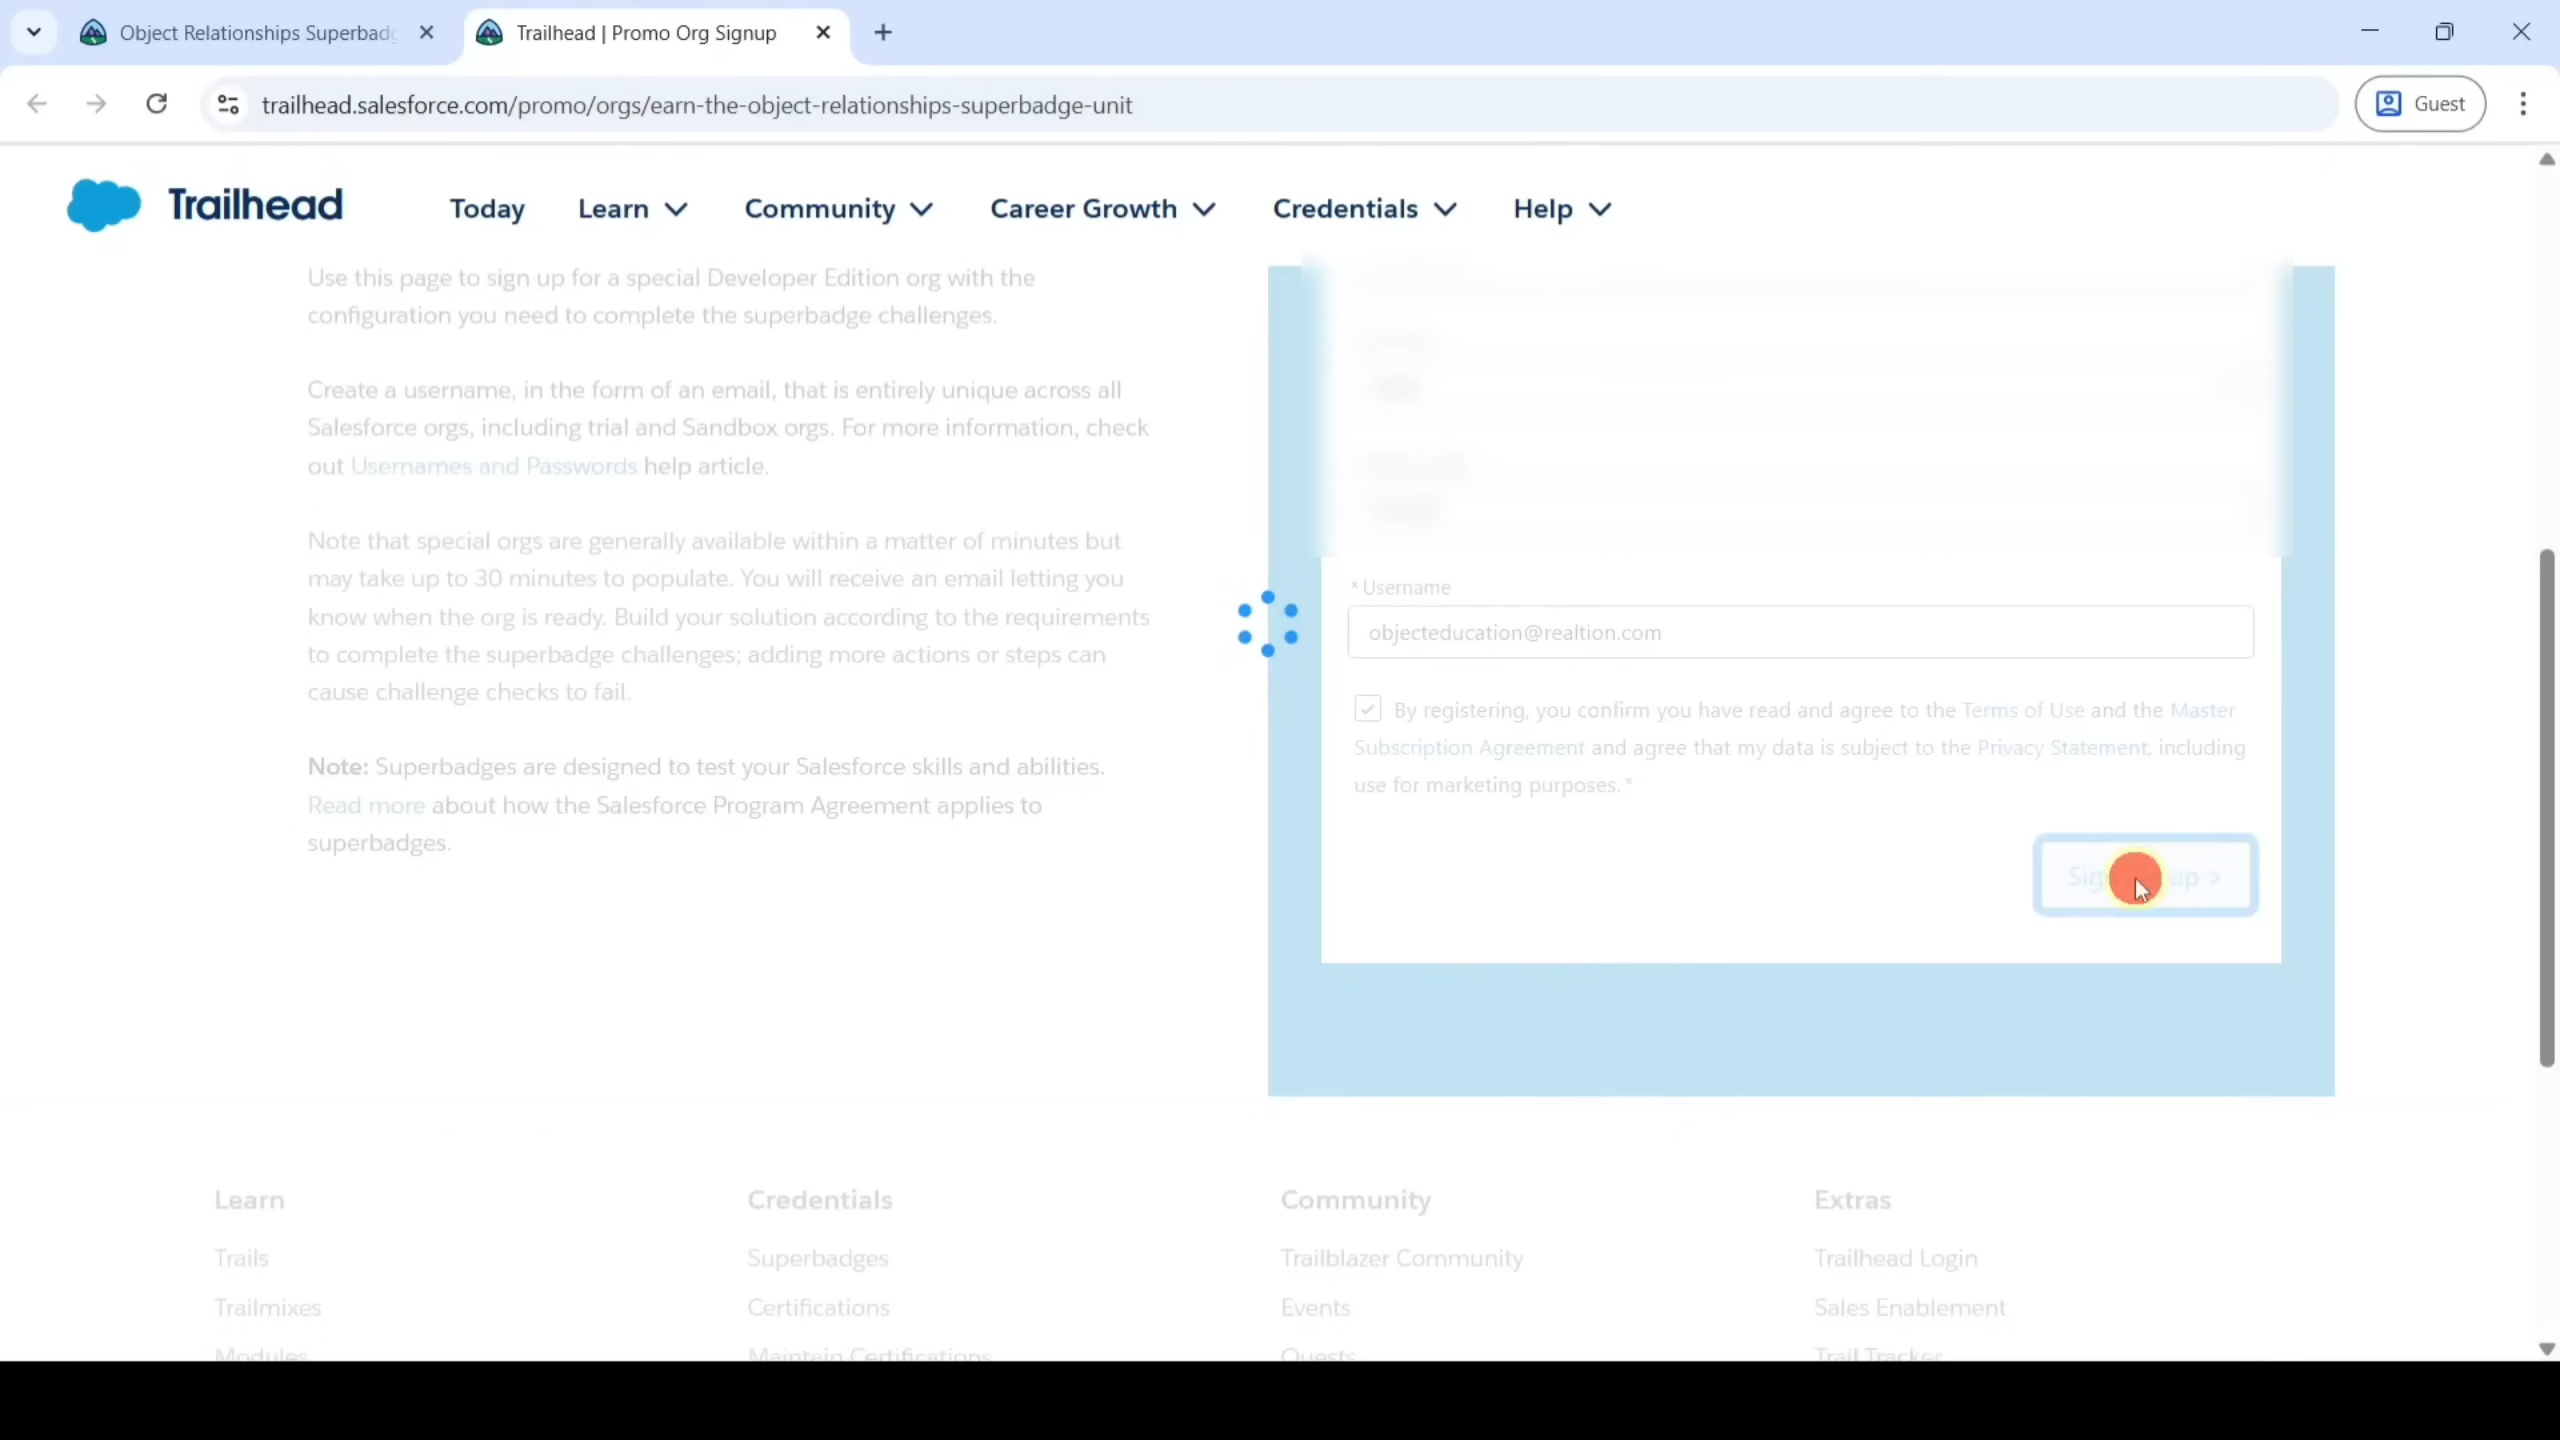 Object Relationships Superbadg
Trailhead | Promo Org Signup
trailhead.salesforce.com/promo/orgs/earn-the-object-relationships-superbadge-unit
Guest
Trailhead
Today
Learn
Community
Career Growth
Credentials
Help
Use this page to sign up for a special Developer Edition org with the
configuration you need to complete the superbadge challenges.
Create a username, in the form of an email, that is entirely unique across all
Salesforce orgs, including trial and Sandbox orgs. For more information, check
out Usernames and Passwords help article.
Note that special orgs are generally available within a matter of minutes but
may take up to 30 minutes to populate. You will receive an email letting you
know when the org is ready. Build your solution according to the requirements
to complete the superbadge challenges; adding more actions or steps can
cause challenge checks to fail.
Note: Superbadges are designed to test your Salesforce skills and abilities.
Read more about how the Salesforce Program Agreement applies to
superbadges.
* Username
objecteducation@realtion.com
By registering, you confirm you have read and agree to the Terms of Use and the Master
Subscription Agreement and agree that my data is subject to the Privacy Statement, including
use for marketing purposes. *
Sig up >
Learn
Credentials
Community
Extras
Trails
Superbadges
Trailblazer Community
Trailhead Login
Trailmixes
Certifications
Events
Sales Enablement
Modules
Maintain Certifications
Quests
Trail Tracker